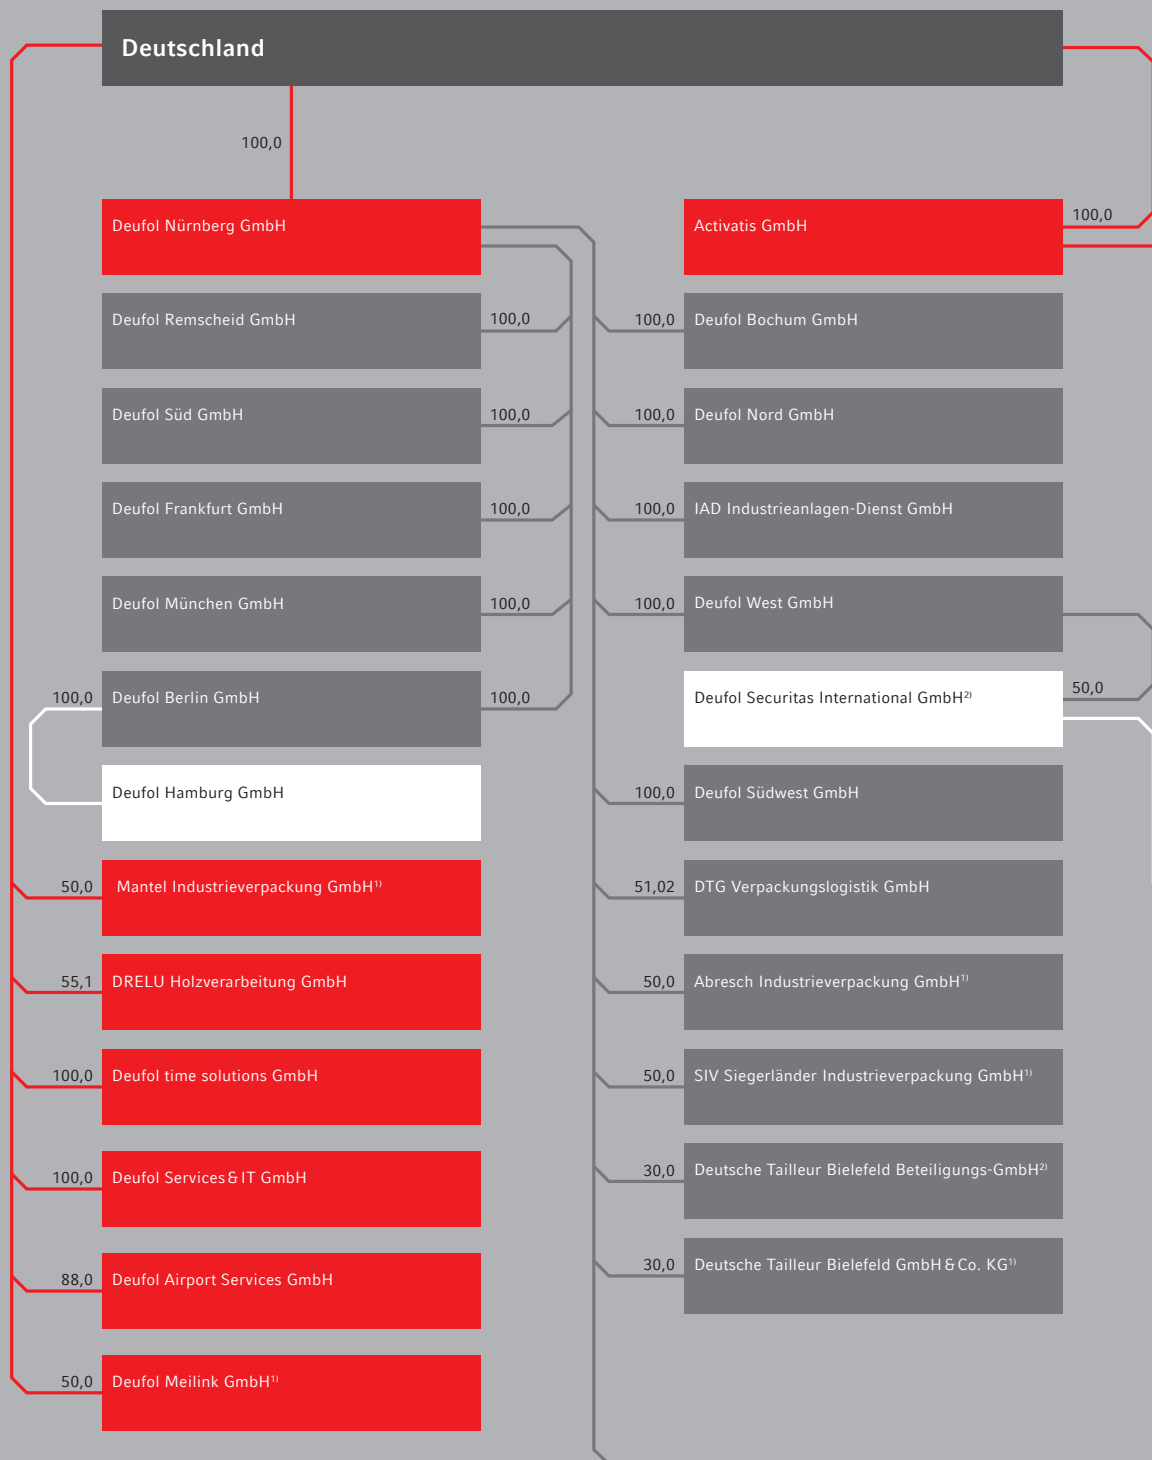 Deutschland
100,0
Deufol Nürnberg GmbH
Activatis GmbH
100,0
Deufol Remscheid GmbH
100,0
100,0
Deufol Bochum GmbH
Deufol Süd GmbH
100,0
100,0
Deufol Nord GmbH
Deufol Frankfurt GmbH
100,0
100,0
IAD Industrieanlagen-Dienst GmbH
Deufol München GmbH
100,0
100,0
Deufol West GmbH
100,0
Deufol Berlin GmbH
100,0
Deufol Securitas International GmbH²⁾
50,0
Deufol Hamburg GmbH
100,0
Deufol Südwest GmbH
50,0
Mantel Industrieverpackung GmbH¹⁾
51,02
DTG Verpackungslogistik GmbH
55,1
DRELU Holzverarbeitung GmbH
50,0
Abresch Industrieverpackung GmbH¹⁾
100,0
Deufol time solutions GmbH
50,0
SIV Siegerländer Industrieverpackung GmbH¹⁾
100,0
Deufol Services & IT GmbH
30,0
Deutsche Tailleur Bielefeld Beteiligungs-GmbH²⁾
88,0
Deufol Airport Services GmbH
30,0
Deutsche Tailleur Bielefeld GmbH & Co. KG¹⁾
50,0
Deufol Meilink GmbH¹⁾